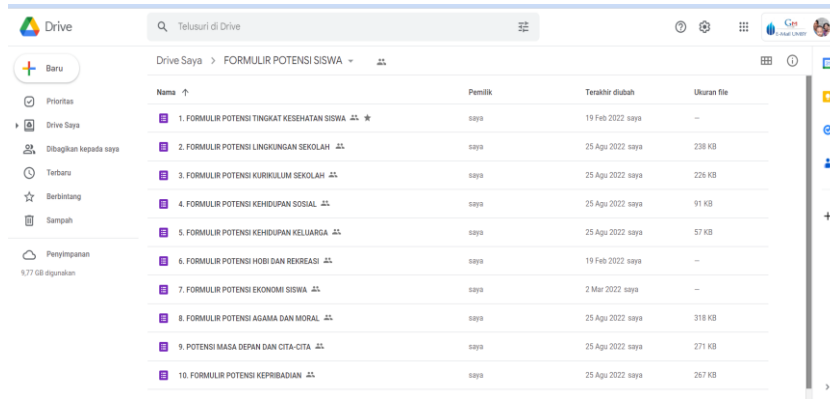 Drive
Telusuri di Drive
GM
E-Mail UMBY
Baru
Drive Saya > FORMULIR POTENSI SISWA
Prioritas
Drive Saya
Dibagikan kepada saya
Terbaru
Berbintang
Sampah
Penyimpanan
9,77 GB digunakan
Nama Pemilik Terakhir diubah Ukuran file
1. FORMULIR POTENSI TINGKAT KESEHATAN SISWA saya 19 Feb 2022 saya –
2. FORMULIR POTENSI LINGKUNGAN SEKOLAH saya 25 Agu 2022 saya 238 KB
3. FORMULIR POTENSI KURIKULUM SEKOLAH saya 25 Agu 2022 saya 226 KB
4. FORMULIR POTENSI KEHIDUPAN SOSIAL saya 25 Agu 2022 saya 91 KB
5. FORMULIR POTENSI KEHIDUPAN KELUARGA saya 25 Agu 2022 saya 57 KB
6. FORMULIR POTENSI HOBI DAN REKREASI saya 19 Feb 2022 saya –
7. FORMULIR POTENSI EKONOMI SISWA saya 2 Mar 2022 saya –
8. FORMULIR POTENSI AGAMA DAN MORAL saya 25 Agu 2022 saya 318 KB
9. POTENSI MASA DEPAN DAN CITA-CITA saya 25 Agu 2022 saya 271 KB
10. FORMULIR POTENSI KEPRIBADIAN saya 25 Agu 2022 saya 267 KB